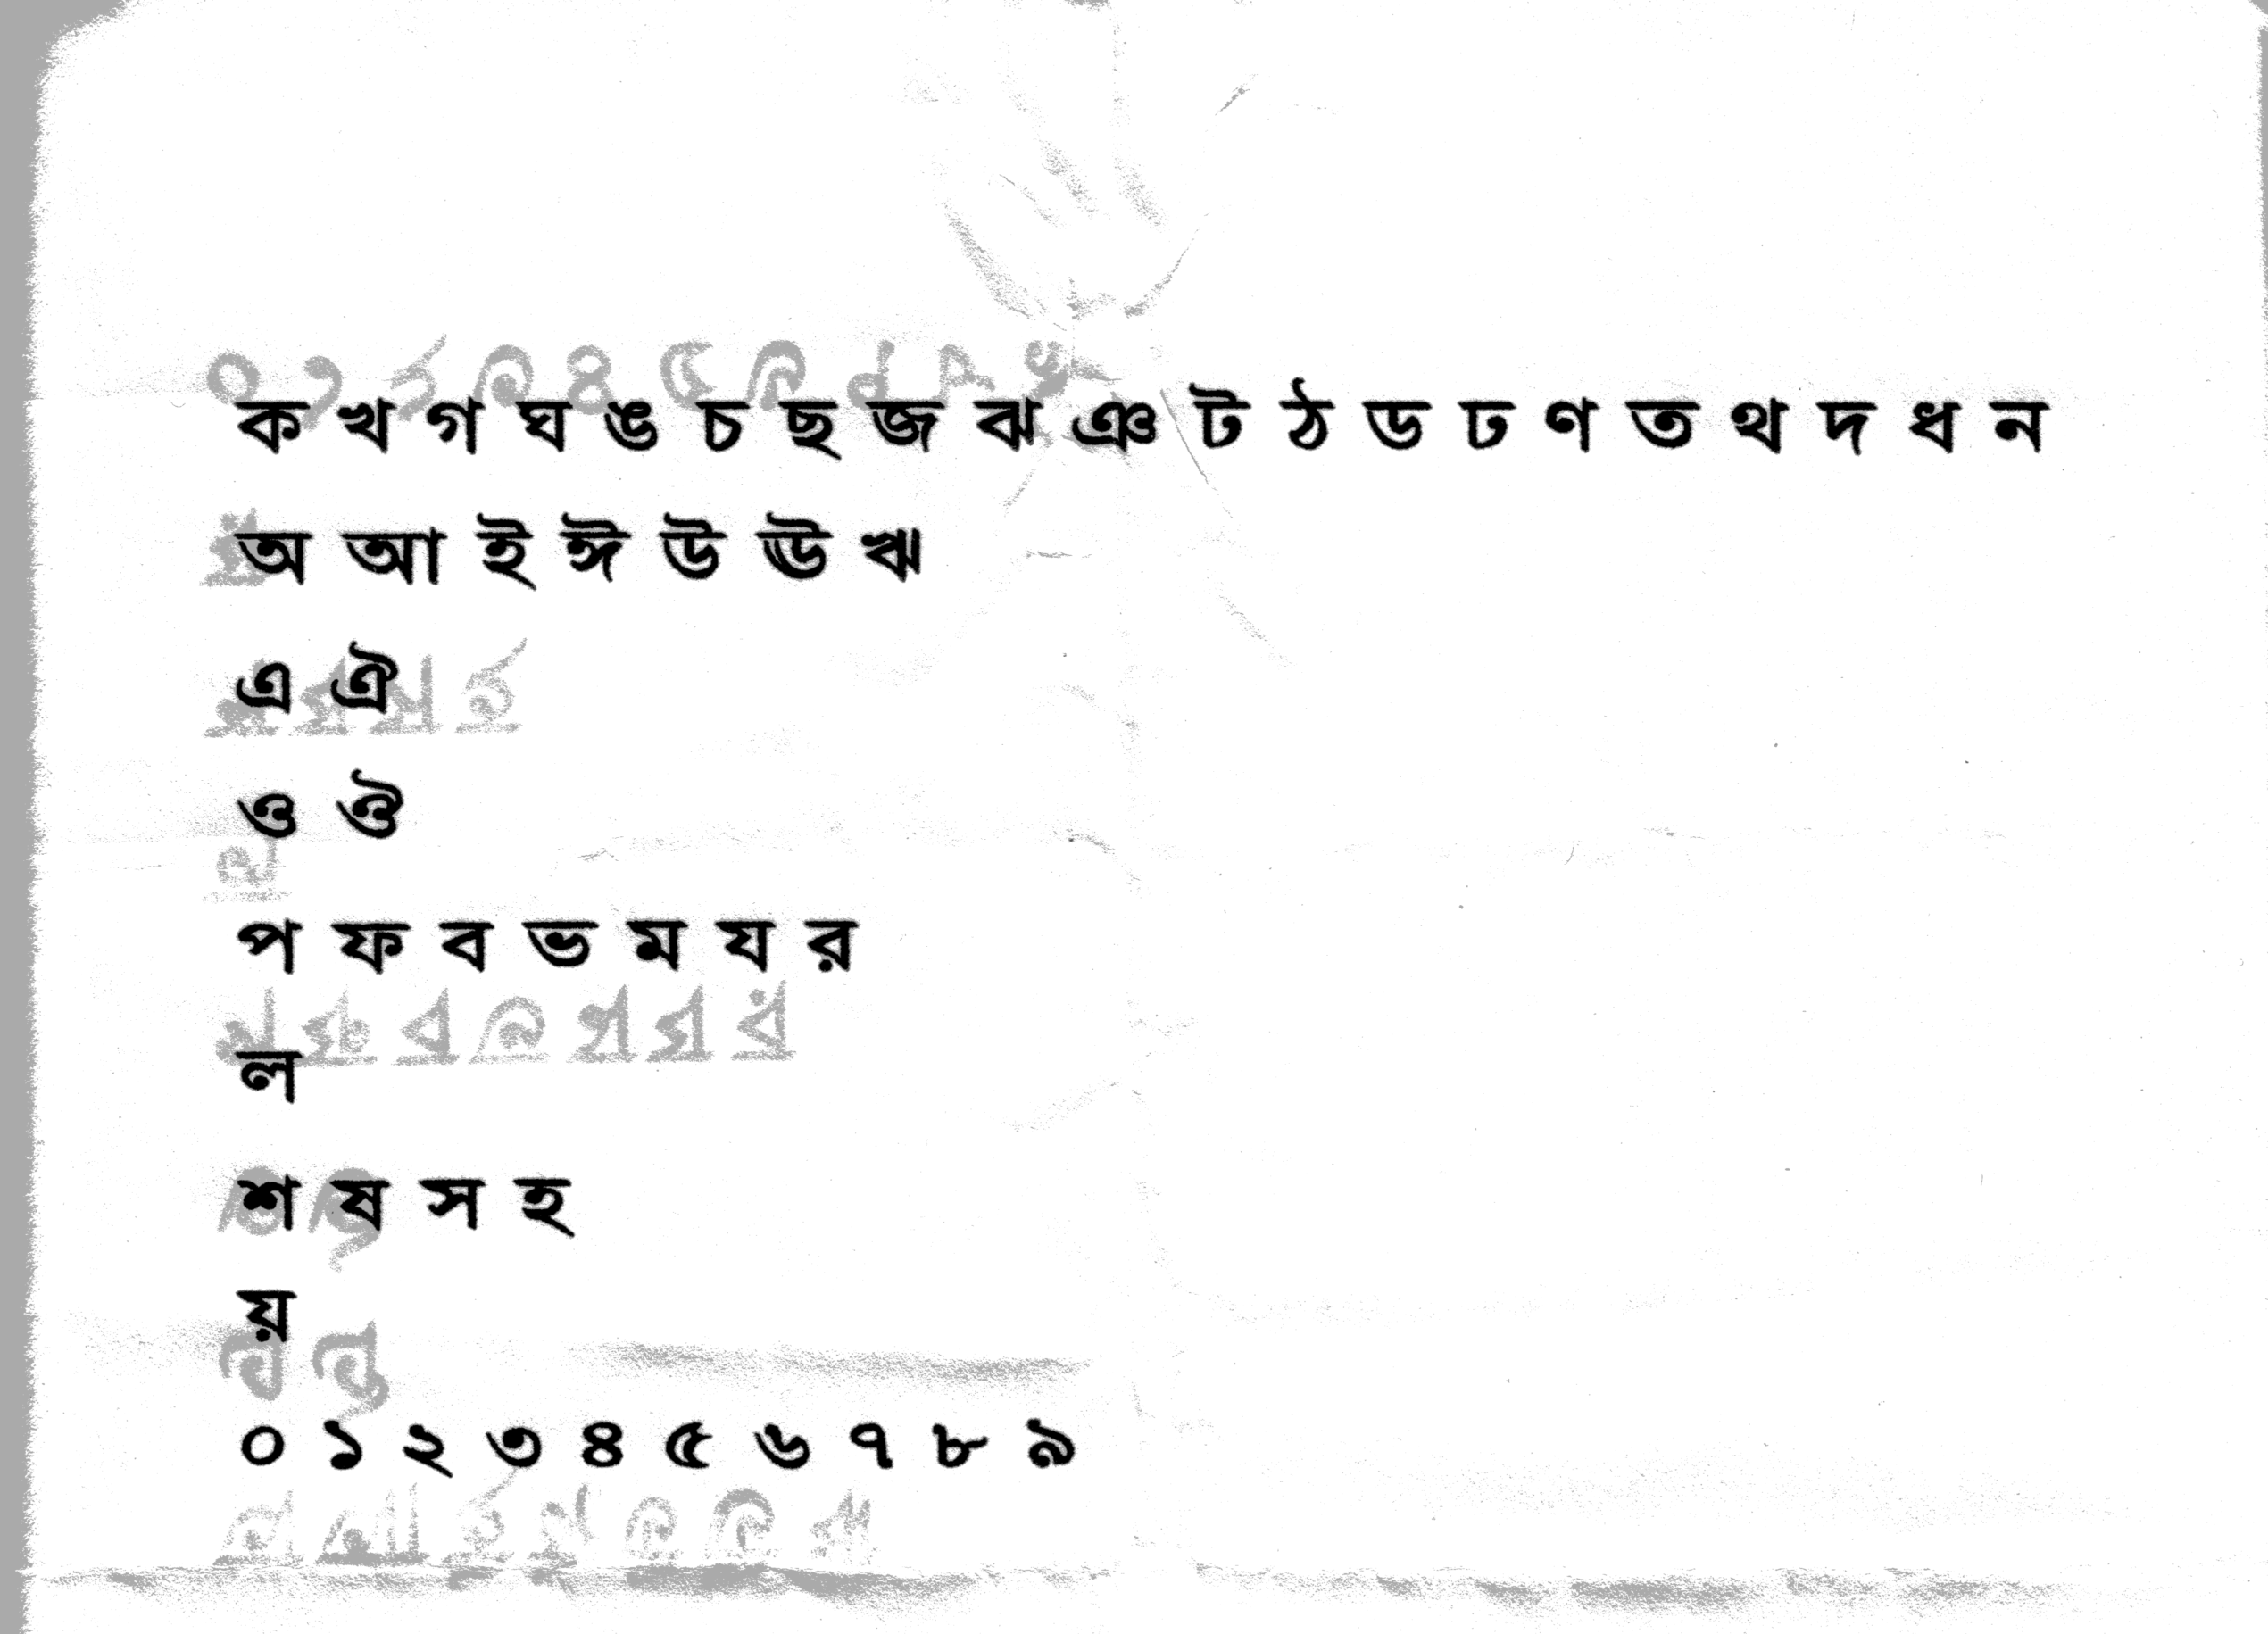 ক খ গ ঘ ঙ চ ছ জ ঝ ঞ ট ঠ ড ঢ ণ ত থ দ ধ ন
অ আ ই ঈ উ ঊ ঋ
এ ঐ
ও ঔ
প ফ ব ভ ম য র
ল
শ ষ স হ
য়
০ ১ ২ ৩ ৪ ৫ ৬ ৭ ৮ ৯